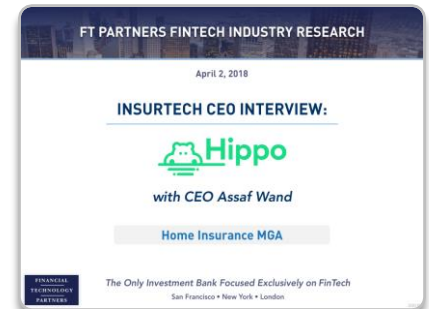 FT PARTNERS FINTECH INDUSTRY RESEARCH
April 2, 2018
INSURTECH CEO INTERVIEW:
Hippo
with CEO Assaf Wand
Home Insurance MGA
FINANCIAL
TECHNOLOGY
PARTNERS
The Only Investment Bank Focused Exclusively on FinTech
San Francisco • New York • London